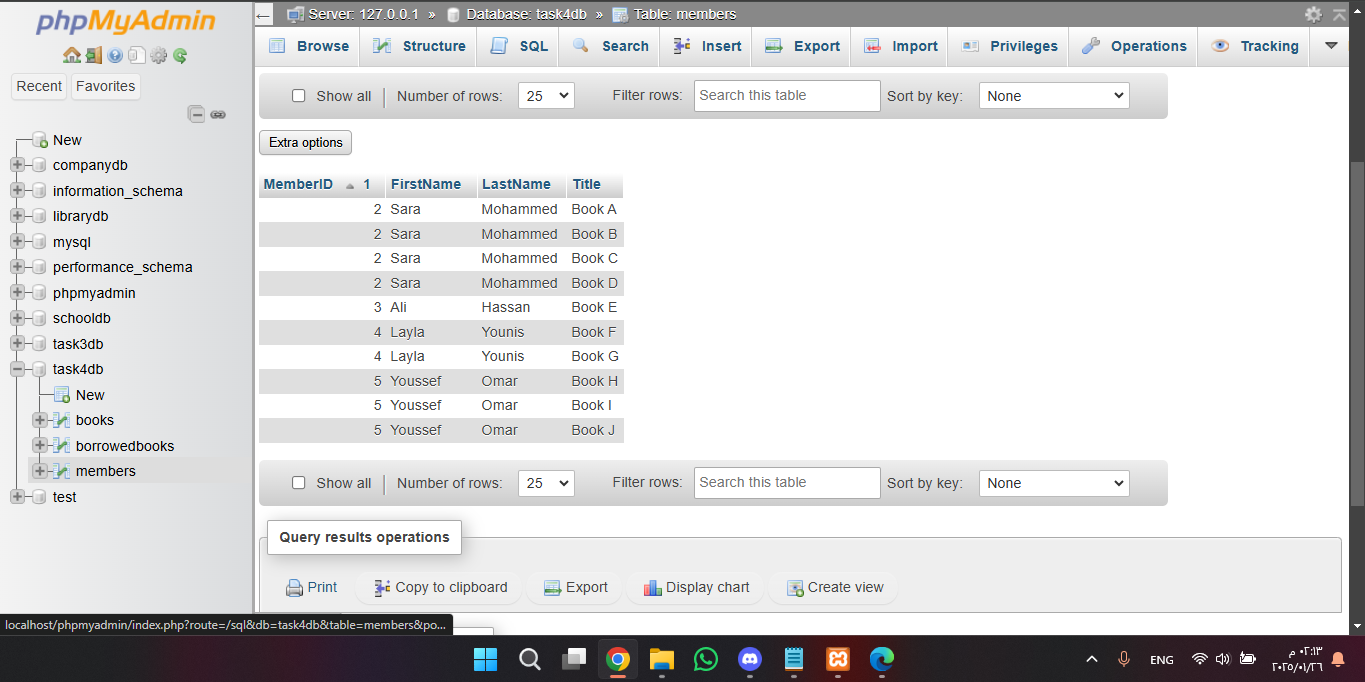 phpMyAdmin
Recent Favorites
New
companydb
information_schema
librarydb
mysql
performance_schema
phpmyadmin
schooldb
task3db
task4db
New
books
borrowedbooks
members
test
← Server: 127.0.0.1 » Database: task4db » Table: members
Browse Structure SQL Search Insert Export Import Privileges Operations Tracking
Show all Number of rows: 25 Filter rows: Search this table Sort by key: None
Extra options
MemberID 1 FirstName LastName Title
2 Sara Mohammed Book A
2 Sara Mohammed Book B
2 Sara Mohammed Book C
2 Sara Mohammed Book D
3 Ali Hassan Book E
4 Layla Younis Book F
4 Layla Younis Book G
5 Youssef Omar Book H
5 Youssef Omar Book I
5 Youssef Omar Book J
Show all Number of rows: 25 Filter rows: Search this table Sort by key: None
Query results operations
Print Copy to clipboard Export Display chart Create view
localhost/phpmyadmin/index.php?route=/sql&db=task4db&table=members&po...
ENG
٠٢:١٣ م
٢٠٢٥/٠١/٢٦